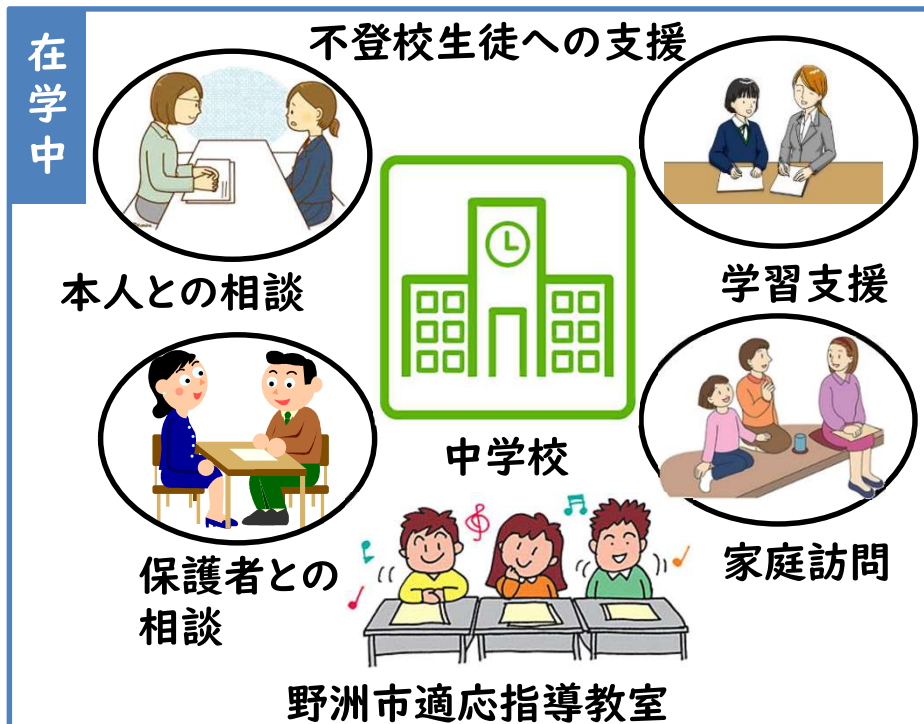 在学中
不登校生徒への支援
本人との相談
学習支援
中学校
保護者との
相談
家庭訪問
野洲市適応指導教室